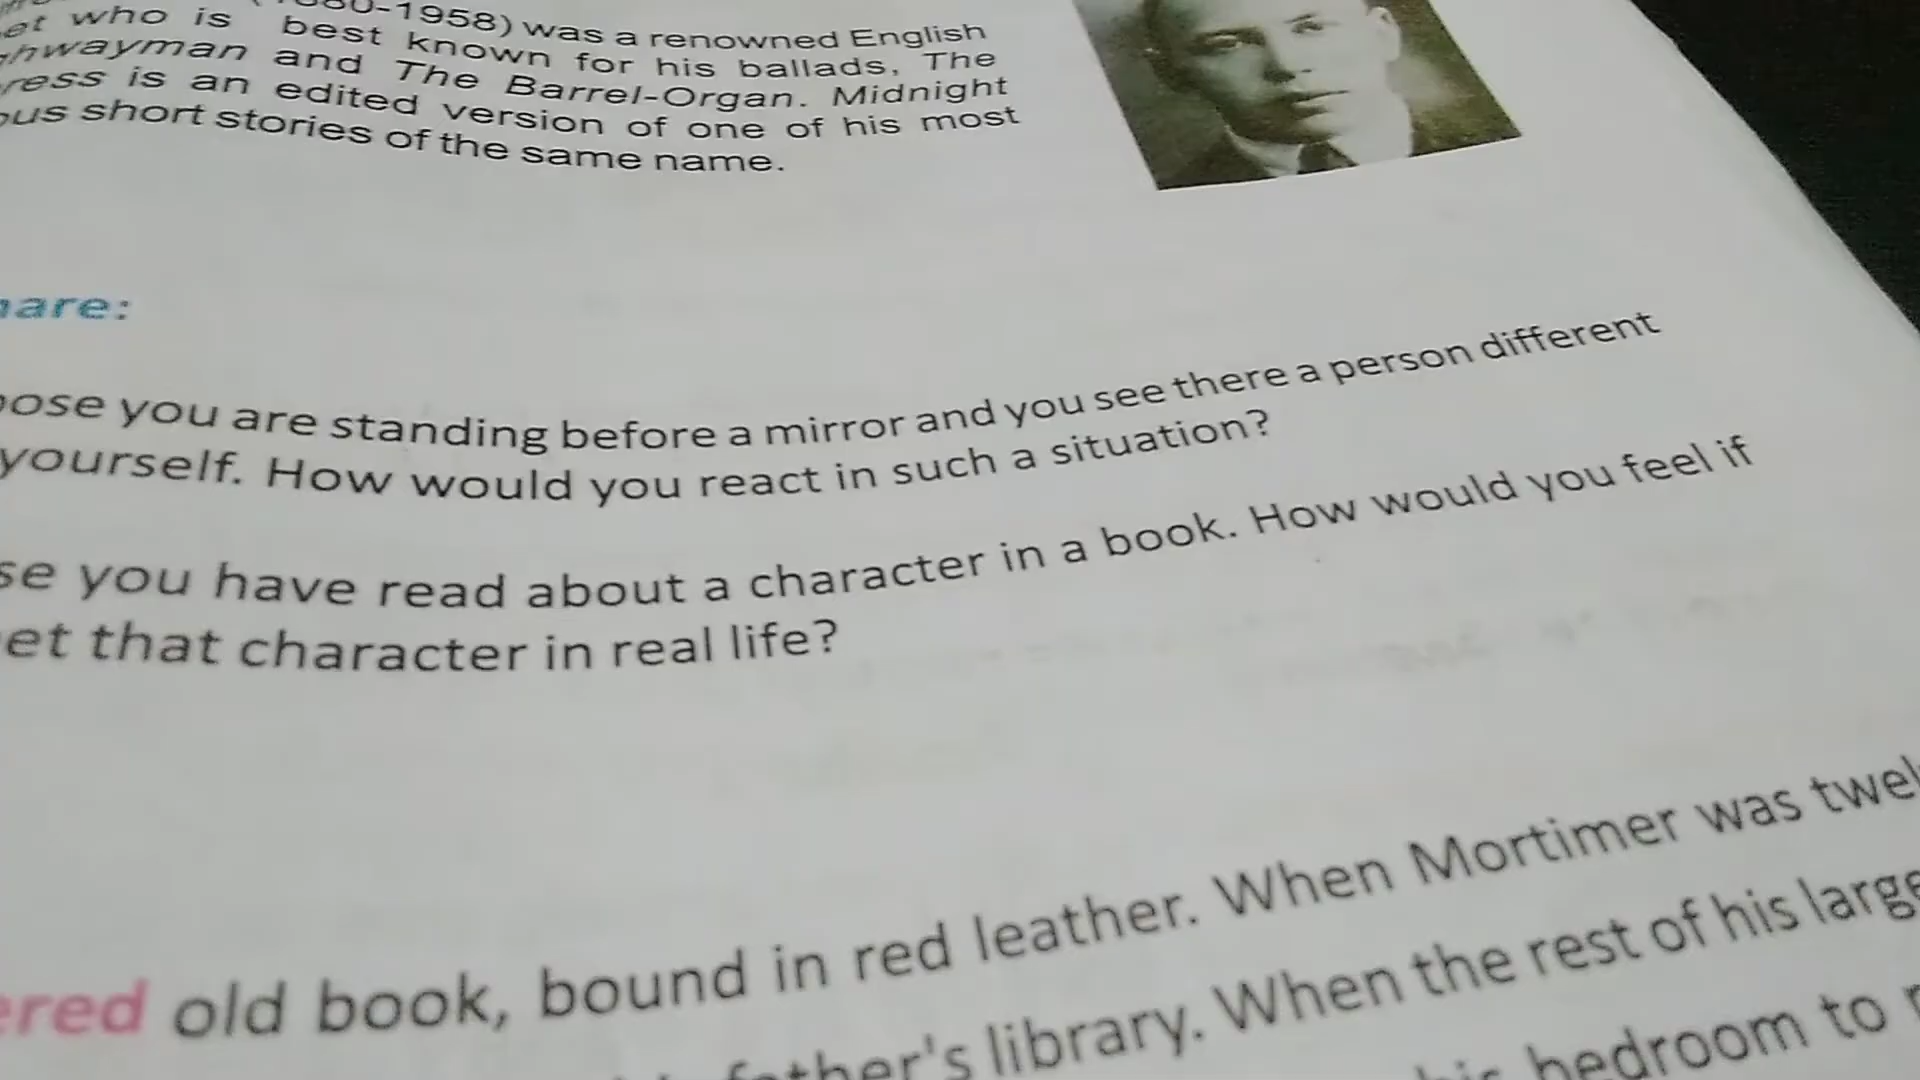 -1958) was a renowned English
et who is best known for his ballads, The
hwayman and The Barrel-Organ. Midnight
ress is an edited version of one of his most
ous short stories of the same name.
are:
ose you are standing before a mirror and you see there a person different
yourself. How would you react in such a situation?
se you have read about a character in a book. How would you feel if
et that character in real life?
ered old book, bound in red leather. When Mortimer was twel
father's library. When the rest of his large
his bedroom to